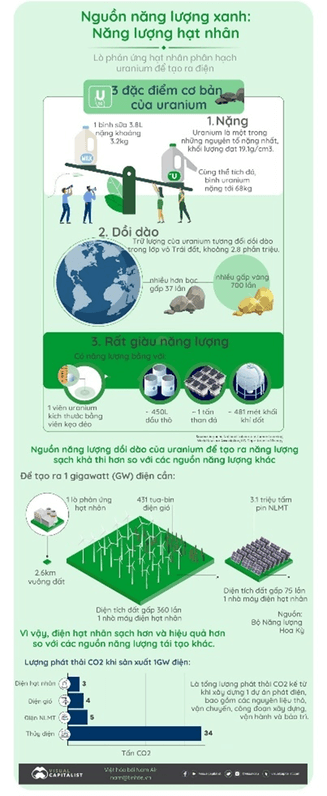 Nguồn năng lượng xanh:
Năng lượng hạt nhân
Là phản ứng hạt nhân phân hạch
uranium để tạo ra điện
3 đặc điểm cơ bản
của uranium
U
1 bình sữa 3.8L
nặng khoảng
3.2kg
1. Nặng
Uranium là một trong
những nguyên tố nặng nhất,
khối lượng đạt 19.1g/cm3.
Cùng thể tích đó,
bình uranium
nặng tới 68kg
2. Dồi dào
Trữ lượng của uranium tương đối dồi dào
trong lớp vỏ Trái đất, khoảng 2.8 phần triệu.
nhiều hơn bạc
gấp 37 lần
nhiều gấp vàng
700 lần
3. Rất giàu năng lượng
Có năng lượng bằng với:
1 viên uranium
kích thước bằng
viên kẹo dẻo
~ 450L
dầu thô
~ 1 tấn
than đá
~ 481 mét khối
khí đốt
Nguồn năng lượng dồi dào của uranium để tạo ra năng lượng
sạch khả thi hơn so với các nguồn năng lượng khác
Để tạo ra 1 gigawatt (GW) điện cần:
1 lò phản ứng
hạt nhân
431 tua-bin
điện gió
3.1 triệu tấm
pin NLMT
2.6km
vuông đất
Diện tích đất gấp 360 lần
1 nhà máy điện hạt nhân
Diện tích đất gấp 75 lần
1 nhà máy điện hạt nhân
Nguồn:
Bộ Năng lượng
Hoa Kỳ
Vì vậy, điện hạt nhân sạch hơn và hiệu quả hơn
so với các nguồn năng lượng tái tạo khác.
Lượng phát thải CO2 khi sản xuất 1GW điện:
Điện hạt nhân 3
Điện gió 4
Điện NLMT 5
Thủy điện 34
Tấn CO2
Là tổng lượng phát thải CO2 kể từ
khi xây dựng 1 dự án phát điện,
bao gồm các nguyên liệu thô,
vận chuyển, công đoạn xây dựng,
vận hành và bảo trì.
VISUAL
CAPITALIST